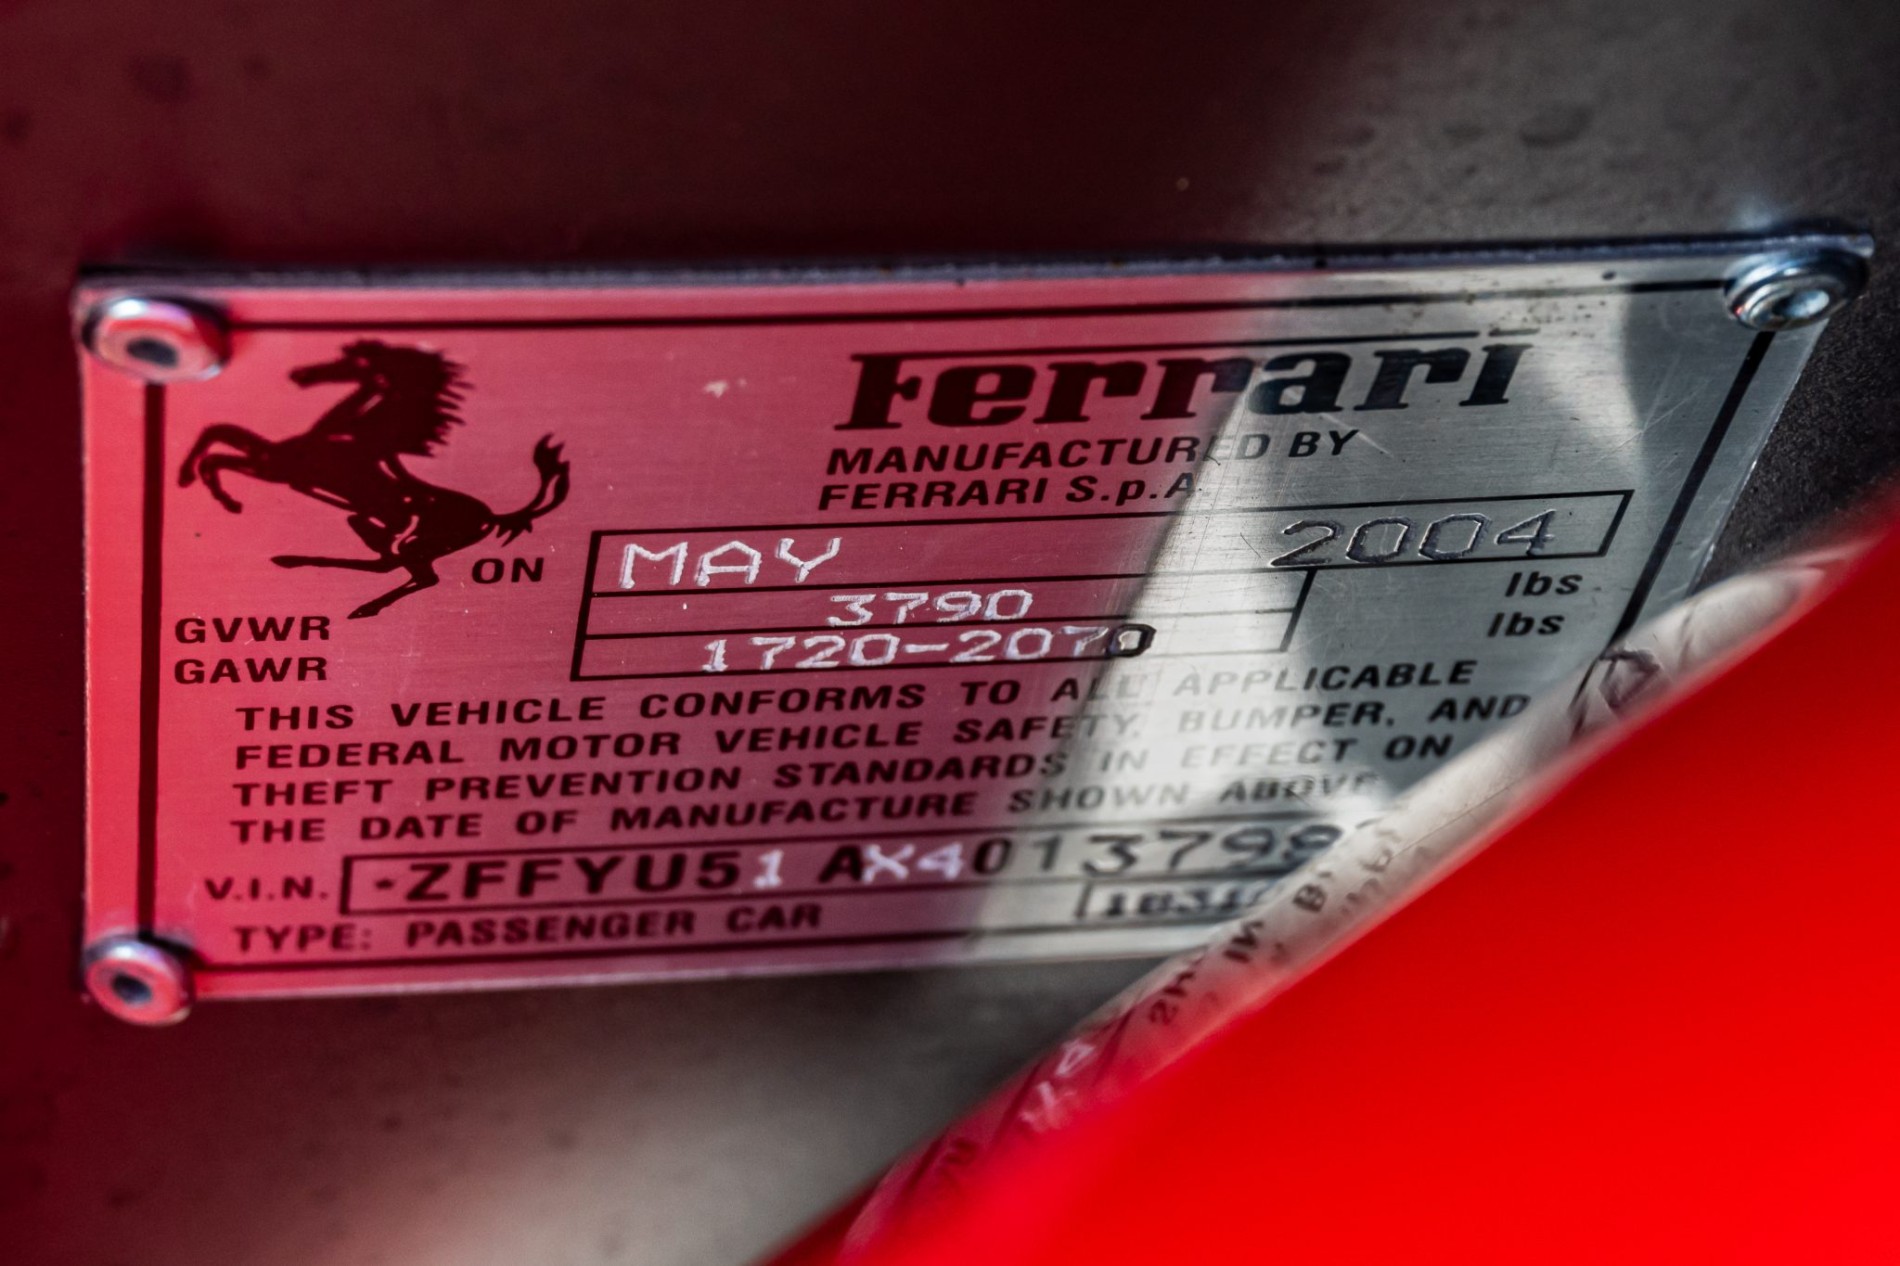 Ferrari
MANUFACTURED BY
FERRARI S.p.A.
ON MAY 2004
GVWR 3790 lbs
GAWR 1720-2070 lbs
THIS VEHICLE CONFORMS TO ALL APPLICABLE
FEDERAL MOTOR VEHICLE SAFETY, BUMPER, AND
THEFT PREVENTION STANDARDS IN EFFECT ON
THE DATE OF MANUFACTURE SHOWN ABOVE
V.I.N. *ZFFYU51AX4013799
TYPE: PASSENGER CAR